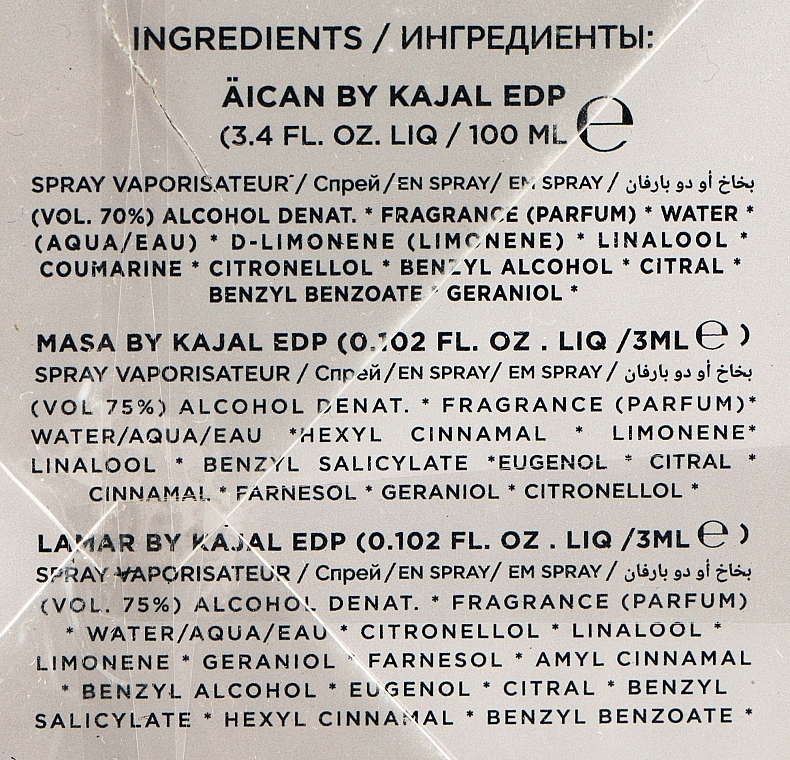 INGREDIENTS / ИНГРЕДИЕНТЫ:
ÄICAN BY KAJAL EDP
(3.4 FL. OZ. LIQ / 100 ML ℮
SPRAY VAPORISATEUR / Спрей/EN SPRAY/ EM SPRAY / بخاخ أو دو بارفان
(VOL. 70%) ALCOHOL DENAT. * FRAGRANCE (PARFUM) * WATER *
(AQUA/EAU) * D-LIMONENE (LIMONENE) * LINALOOL *
COUMARINE * CITRONELLOL * BENZYL ALCOHOL * CITRAL *
BENZYL BENZOATE * GERANIOL *
MASA BY KAJAL EDP (0.102 FL. OZ . LIQ /3ML ℮ )
SPRAY VAPORISATEUR / Спрей/EN SPRAY/ EM SPRAY / بخاخ أو دو بارفان
(VOL 75%) ALCOHOL DENAT. * FRAGRANCE (PARFUM)*
WATER/AQUA/EAU *HEXYL CINNAMAL * LIMONENE*
LINALOOL * BENZYL SALICYLATE *EUGENOL * CITRAL *
CINNAMAL * FARNESOL * GERANIOL * CITRONELLOL *
LAMAR BY KAJAL EDP (0.102 FL. OZ . LIQ /3ML ℮ )
SPRAY VAPORISATEUR / Спрей/EN SPRAY/ EM SPRAY / بخاخ أو دو بارفان
(VOL. 75%) ALCOHOL DENAT. * FRAGRANCE (PARFUM)
* WATER/AQUA/EAU * CITRONELLOL * LINALOOL *
LIMONENE * GERANIOL * FARNESOL * AMYL CINNAMAL
* BENZYL ALCOHOL * EUGENOL * CITRAL * BENZYL
SALICYLATE * HEXYL CINNAMAL * BENZYL BENZOATE *